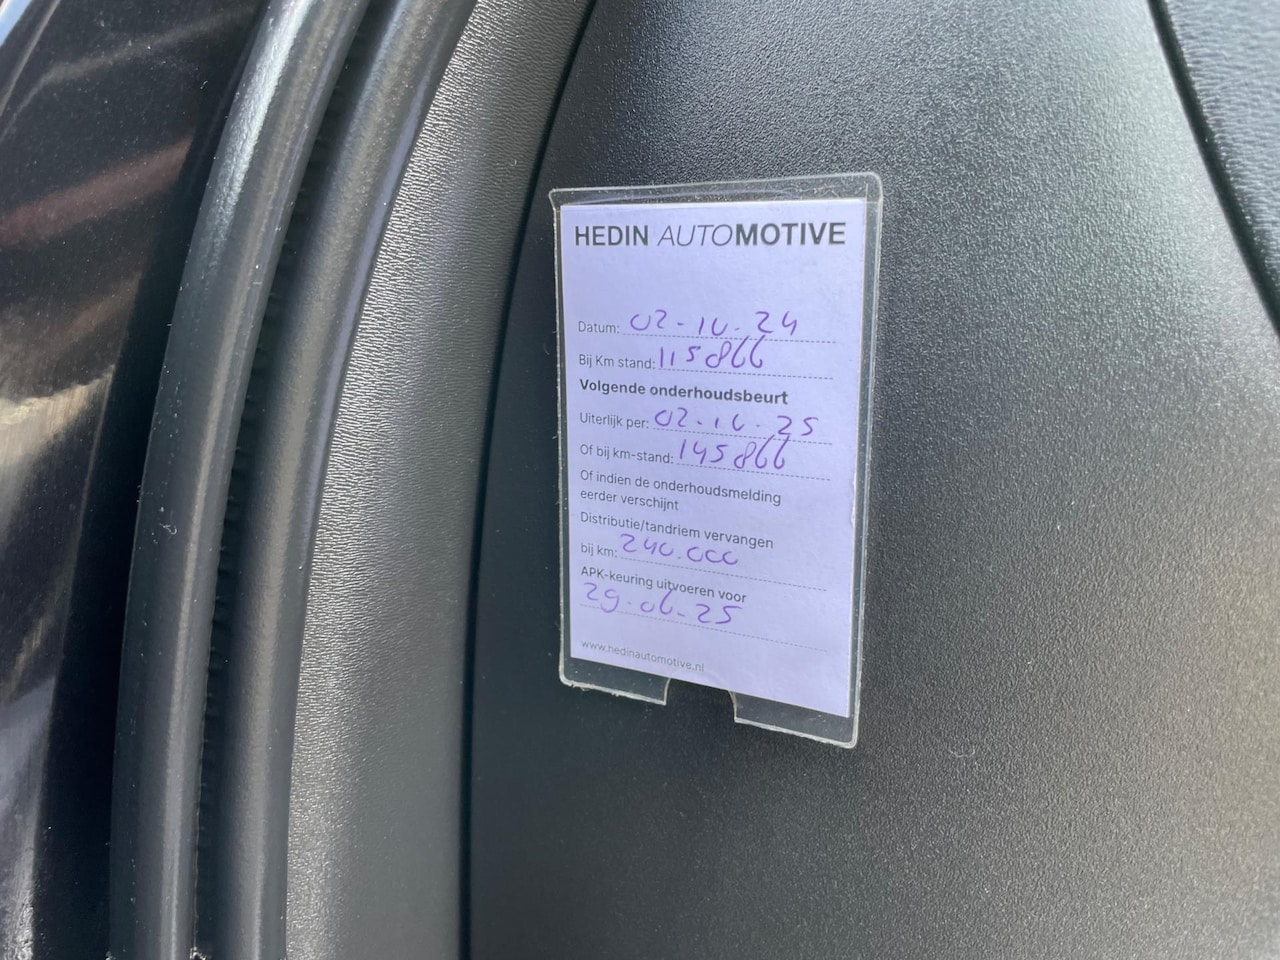 HEDIN AUTOMOTIVE
Datum: 02-10-24
Bij Km stand: 115866
Volgende onderhoudsbeurt
Uiterlijk per: 02-10-25
Of bij km-stand: 145866
Of indien de onderhoudsmelding
eerder verschijnt
Distributie/tandriem vervangen
bij km: 240.000
APK-keuring uitvoeren voor
29-06-25
www.hedinautomotive.nl